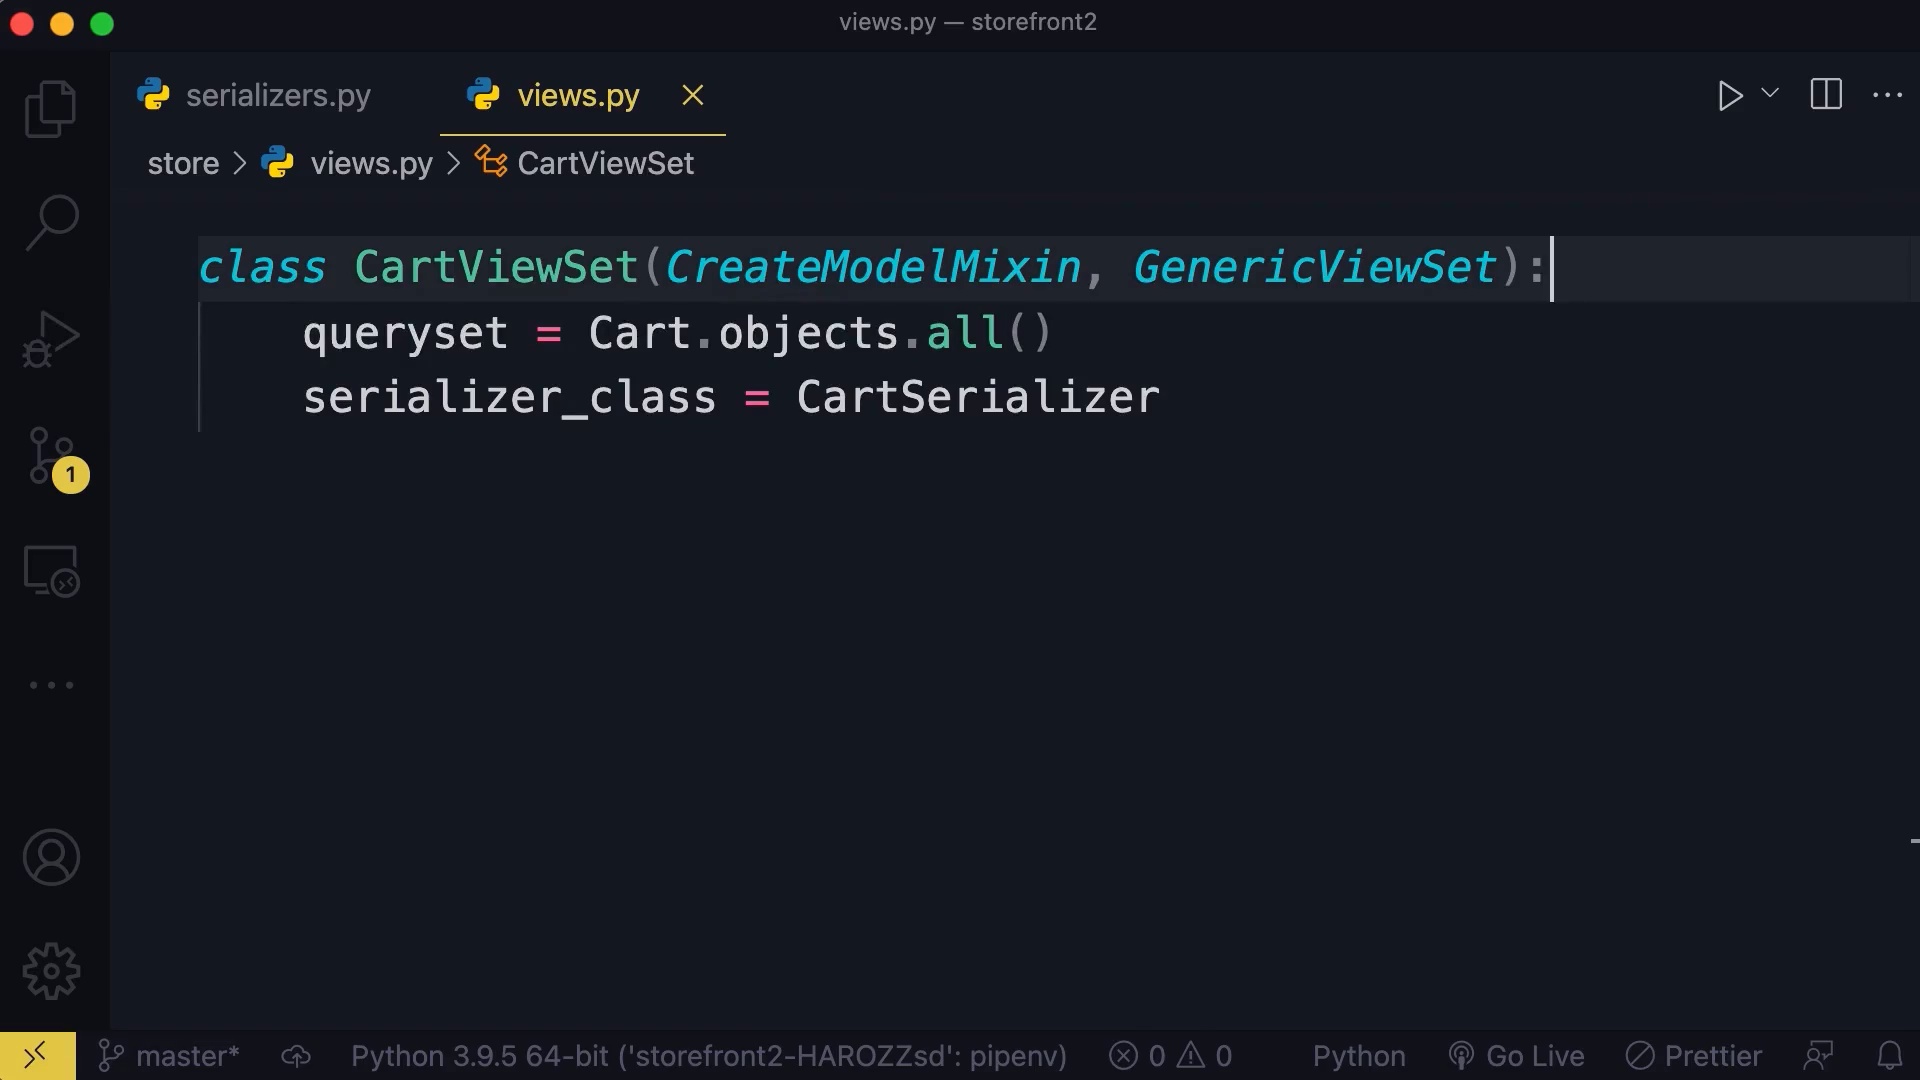 views.py — storefront2
serializers.py views.py
store > views.py > CartViewSet
class CartViewSet(CreateModelMixin, GenericViewSet):
    queryset = Cart.objects.all()
    serializer_class = CartSerializer
1
master* Python 3.9.5 64-bit ('storefront2-HAROZZsd': pipenv) 0 0 Python Go Live Prettier